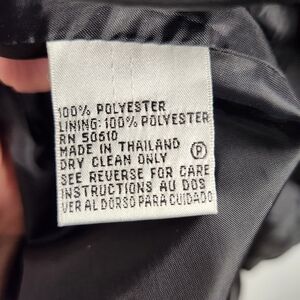 100% POLYESTER
LINING: 100% POLYESTER
RN 50610
MADE IN THAILAND
DRY CLEAN ONLY Ⓟ
SEE REVERSE FOR CARE
INSTRUCTIONS AU DOS
VER AL DORSO PARA CUIDADO